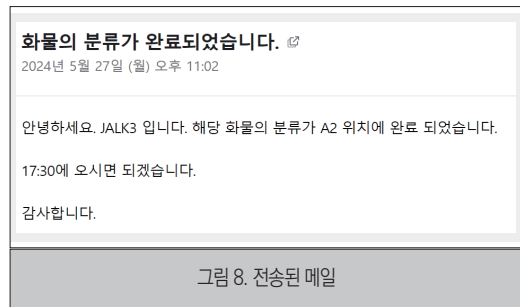 화물의 분류가 완료되었습니다.
2024년 5월 27일 (월) 오후 11:02
안녕하세요. JALK3 입니다. 해당 화물의 분류가 A2 위치에 완료 되었습니다.
17:30에 오시면 되겠습니다.
감사합니다.
그림 8. 전송된 메일